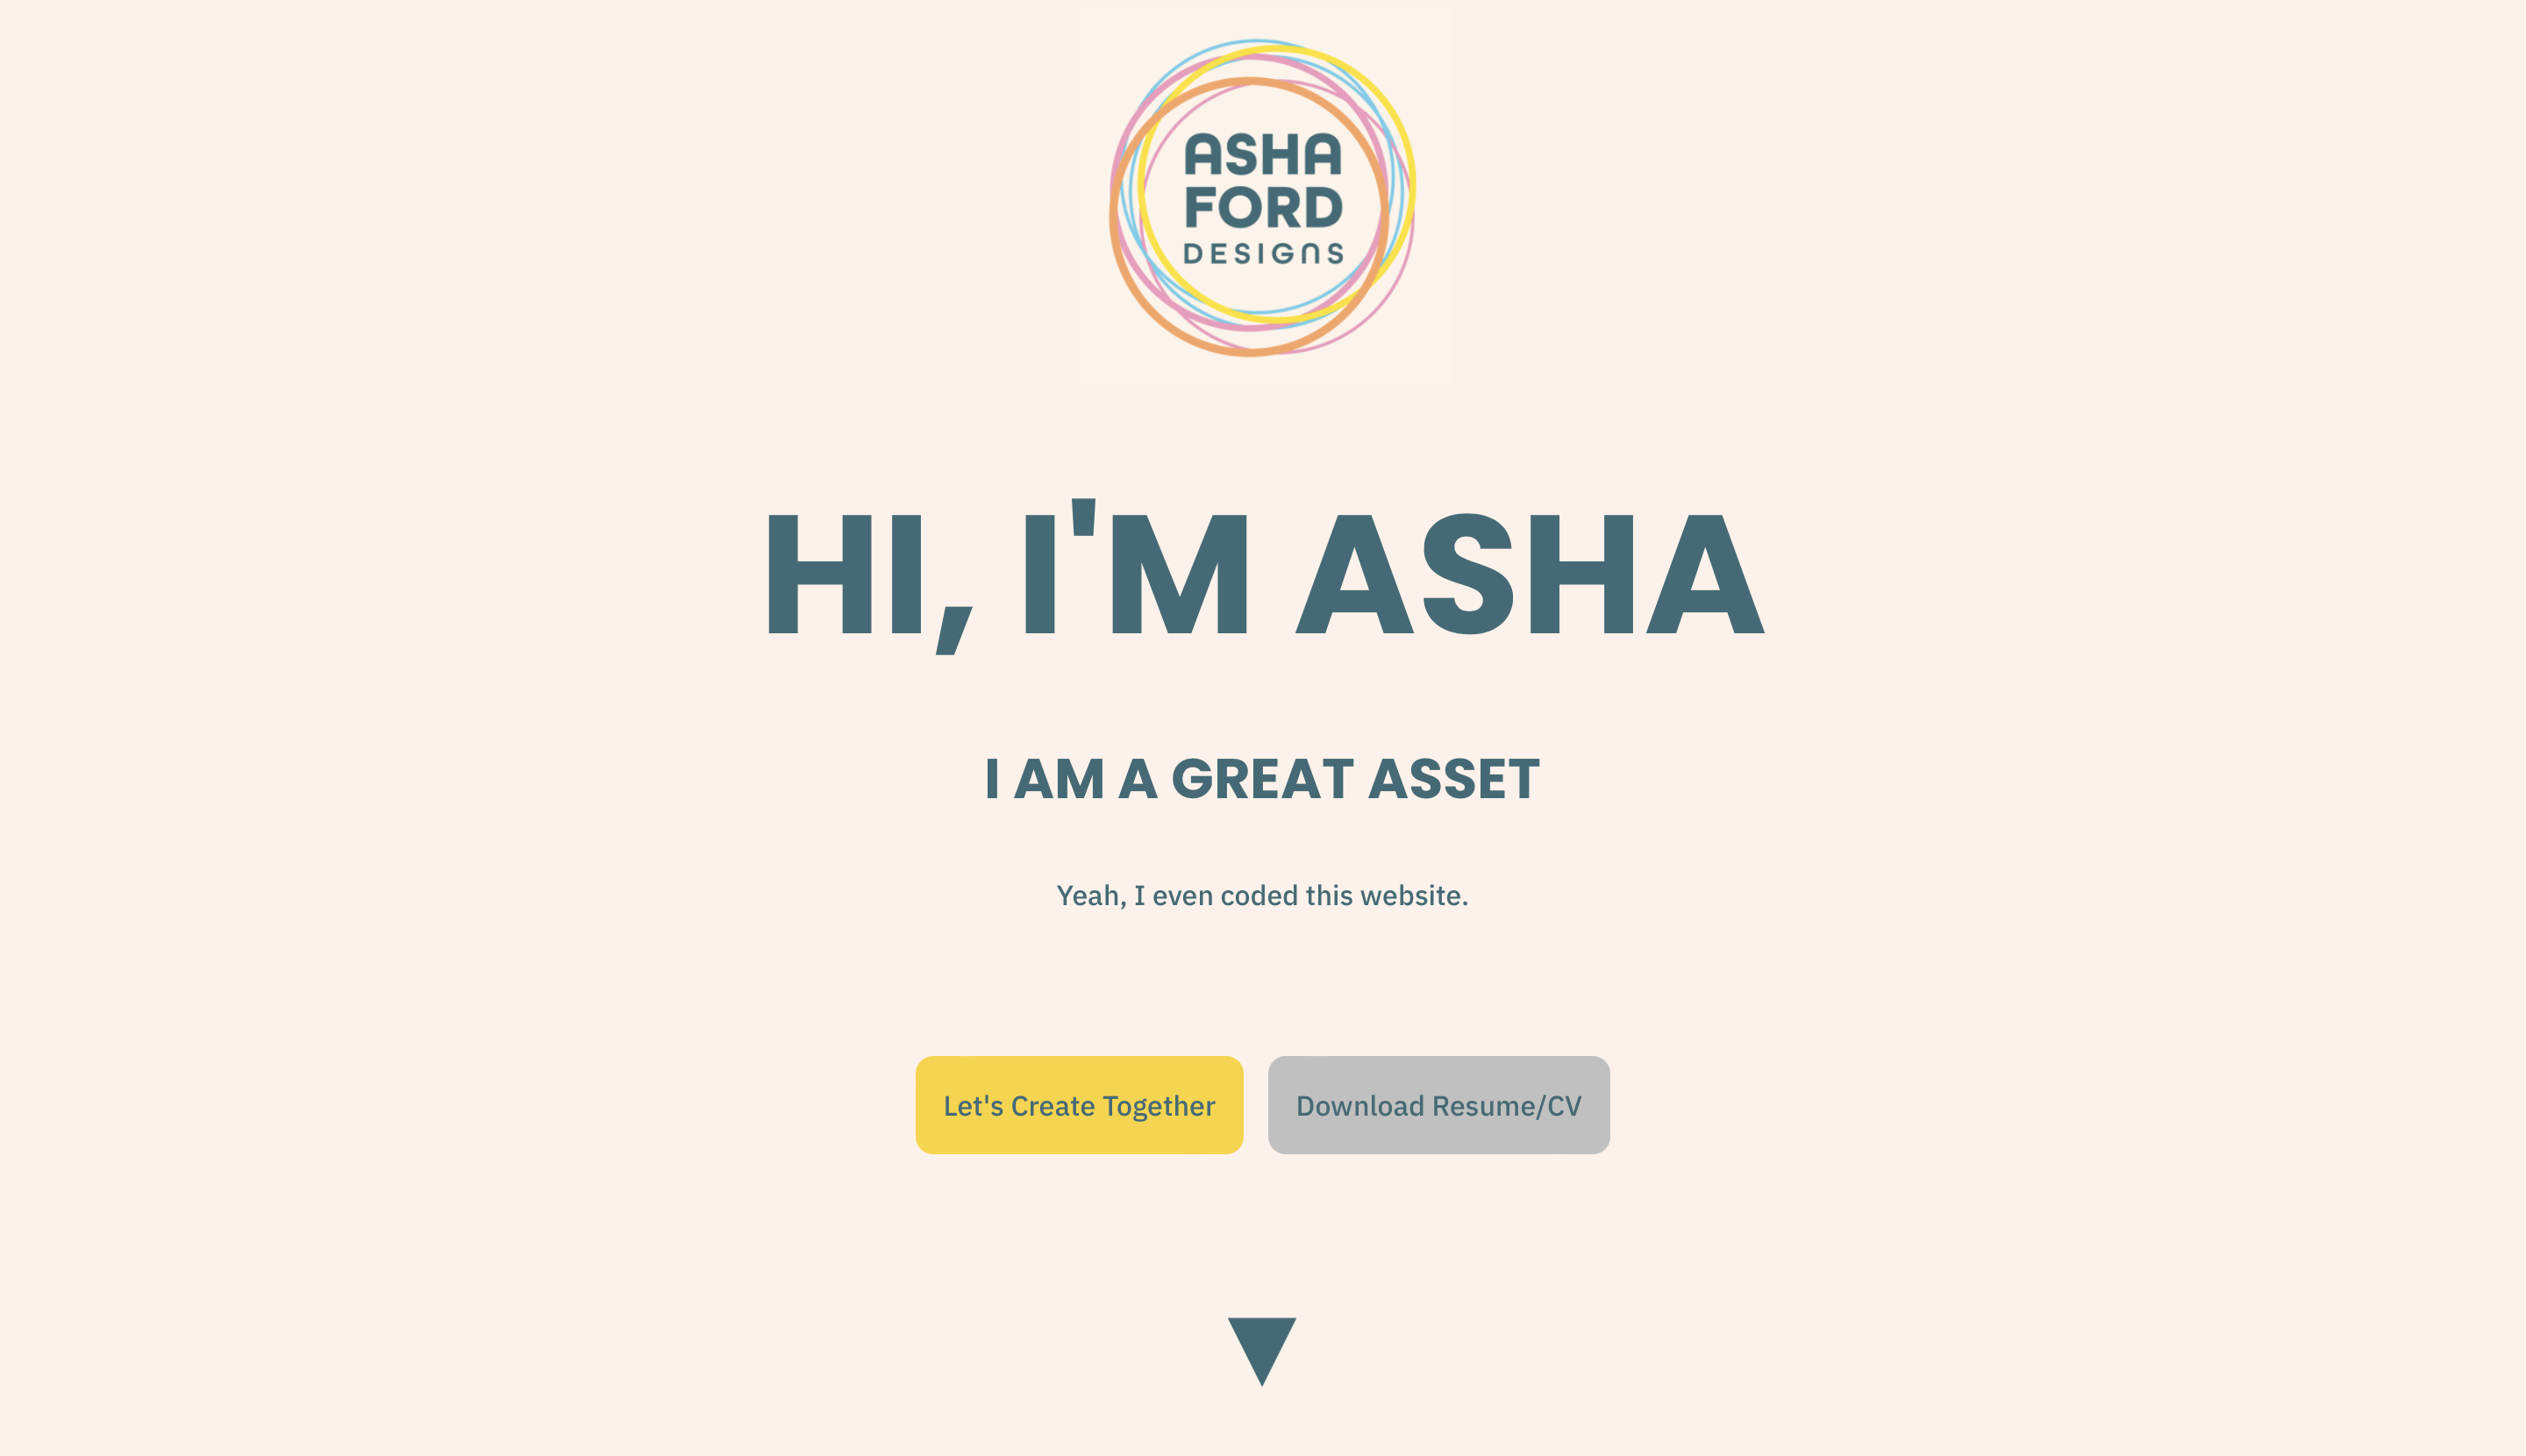 ASHA
FORD
DESIGNS
HI, I'M ASHA
I AM A GREAT ASSET
Yeah, I even coded this website.
Let's Create Together
Download Resume/CV